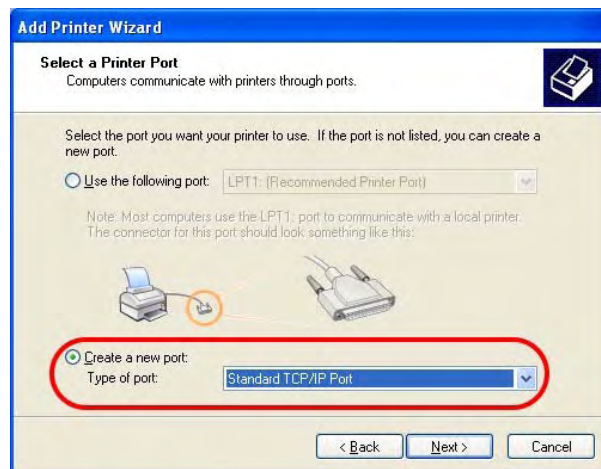 Add Printer Wizard
Select a Printer Port
Computers communicate with printers through ports.
Select the port you want your printer to use. If the port is not listed, you can create a
new port.
Use the following port: LPT1: (Recommended Printer Port)
Note: Most computers use the LPT1: port to communicate with a local printer.
The connector for this port should look something like this:
Create a new port:
Type of port: Standard TCP/IP Port
< Back Next > Cancel